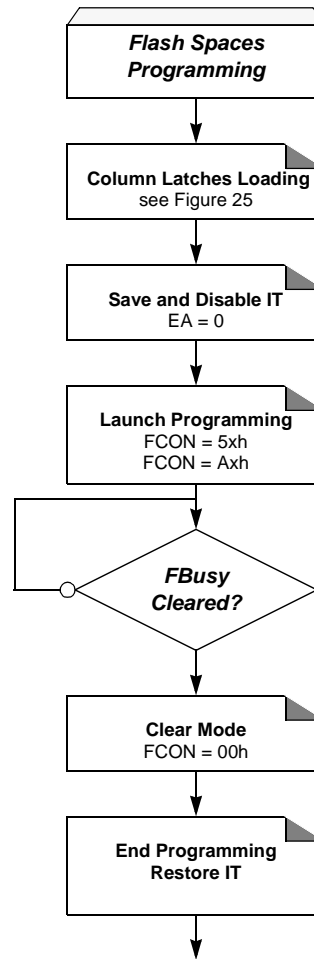 Flash Spaces
Programming
Column Latches Loading
see Figure 25
Save and Disable IT
EA = 0
Launch Programming
FCON = 5xh
FCON = Axh
FBusy
Cleared?
Clear Mode
FCON = 00h
End Programming
Restore IT